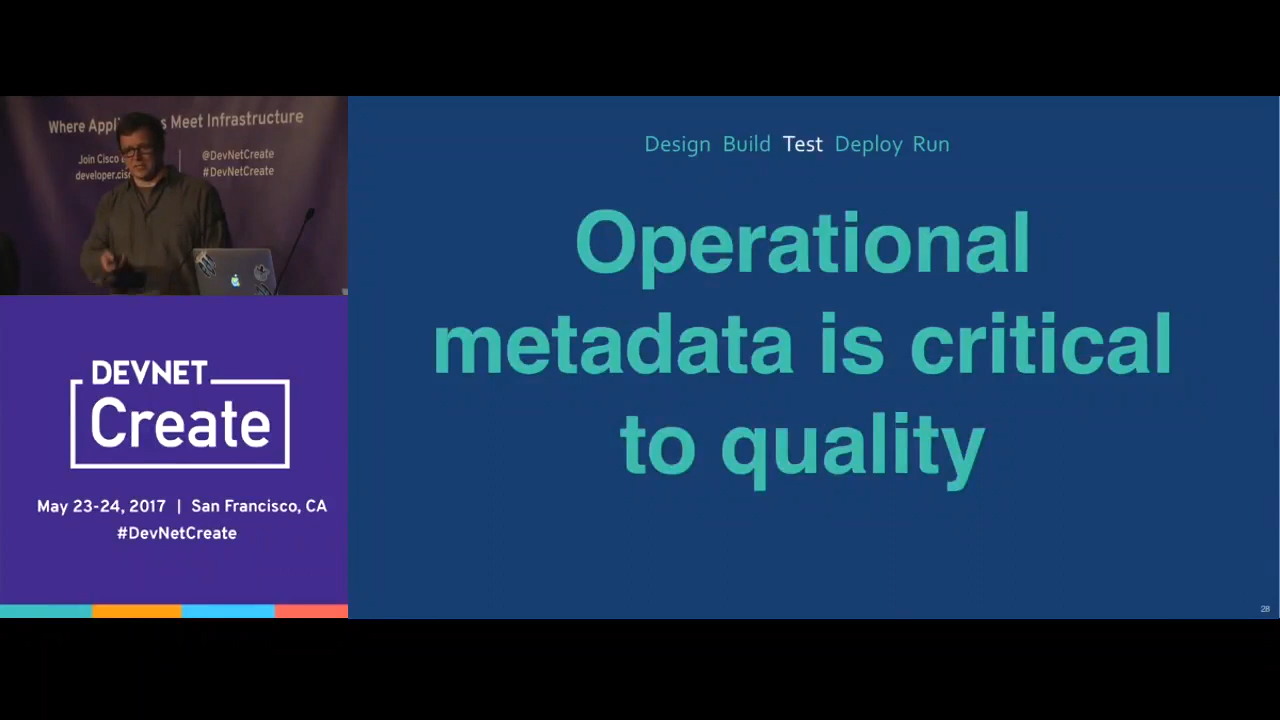 Where Appl s Meet Infrastructure
Join Cisco
developer.cis
@DevNetCreate
#DevNetCreate
DEVNET
Create
May 23-24, 2017 | San Francisco, CA
#DevNetCreate
Design Build Test Deploy Run
Operational
metadata is critical
to quality
28